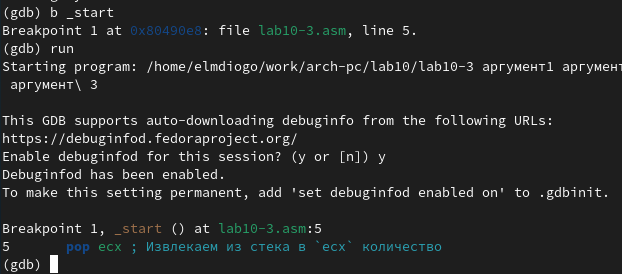 (gdb) b _start
Breakpoint 1 at 0x80490e8: file lab10-3.asm, line 5.
(gdb) run
Starting program: /home/elmdiogo/work/arch-pc/lab10/lab10-3 аргумент1 аргумент
 аргумент\ 3

This GDB supports auto-downloading debuginfo from the following URLs:
https://debuginfod.fedoraproject.org/
Enable debuginfod for this session? (y or [n]) y
Debuginfod has been enabled.
To make this setting permanent, add 'set debuginfod enabled on' to .gdbinit.

Breakpoint 1, _start () at lab10-3.asm:5
5       pop ecx ; Извлекаем из стека в `ecx` количество
(gdb)